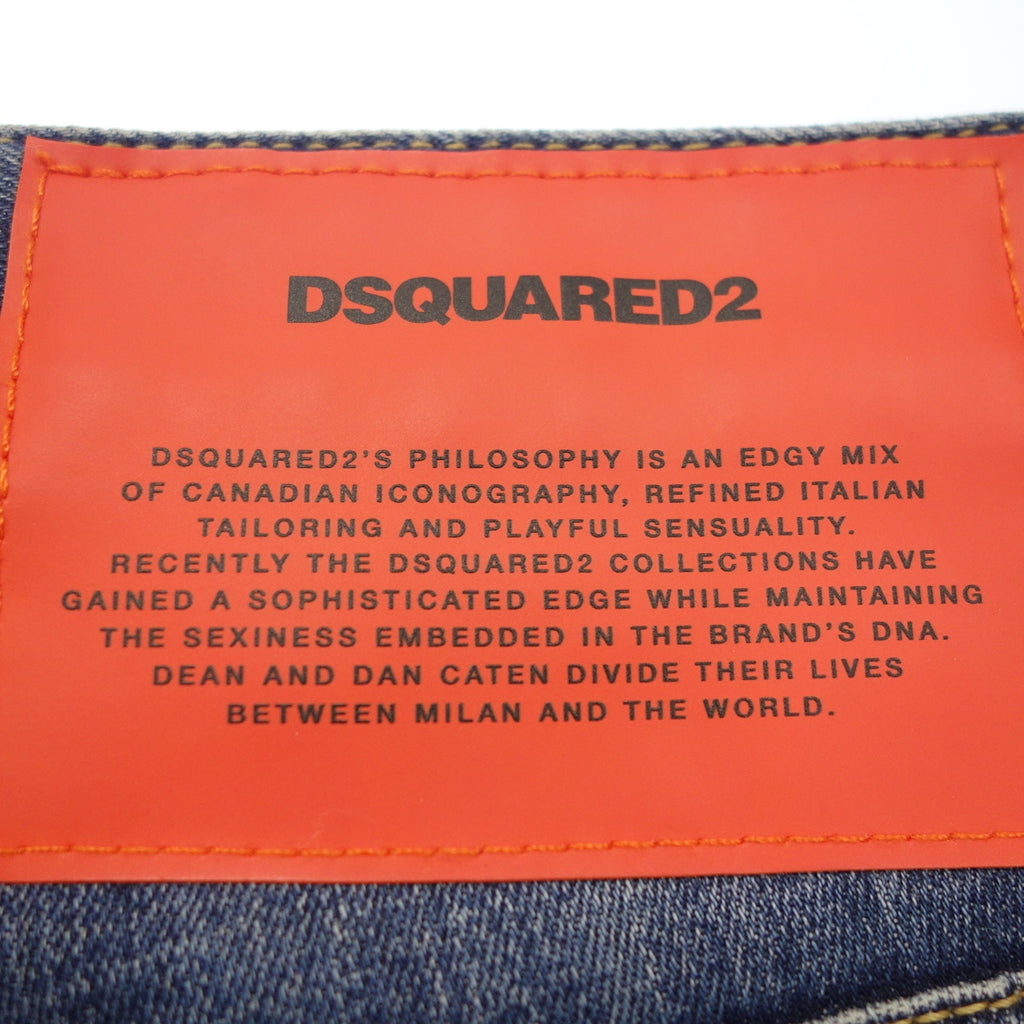 DSQUARED2
DSQUARED2'S PHILOSOPHY IS AN EDGY MIX
OF CANADIAN ICONOGRAPHY, REFINED ITALIAN
TAILORING AND PLAYFUL SENSUALITY.
RECENTLY THE DSQUARED2 COLLECTIONS HAVE
GAINED A SOPHISTICATED EDGE WHILE MAINTAINING
THE SEXINESS EMBEDDED IN THE BRAND'S DNA.
DEAN AND DAN CATEN DIVIDE THEIR LIVES
BETWEEN MILAN AND THE WORLD.